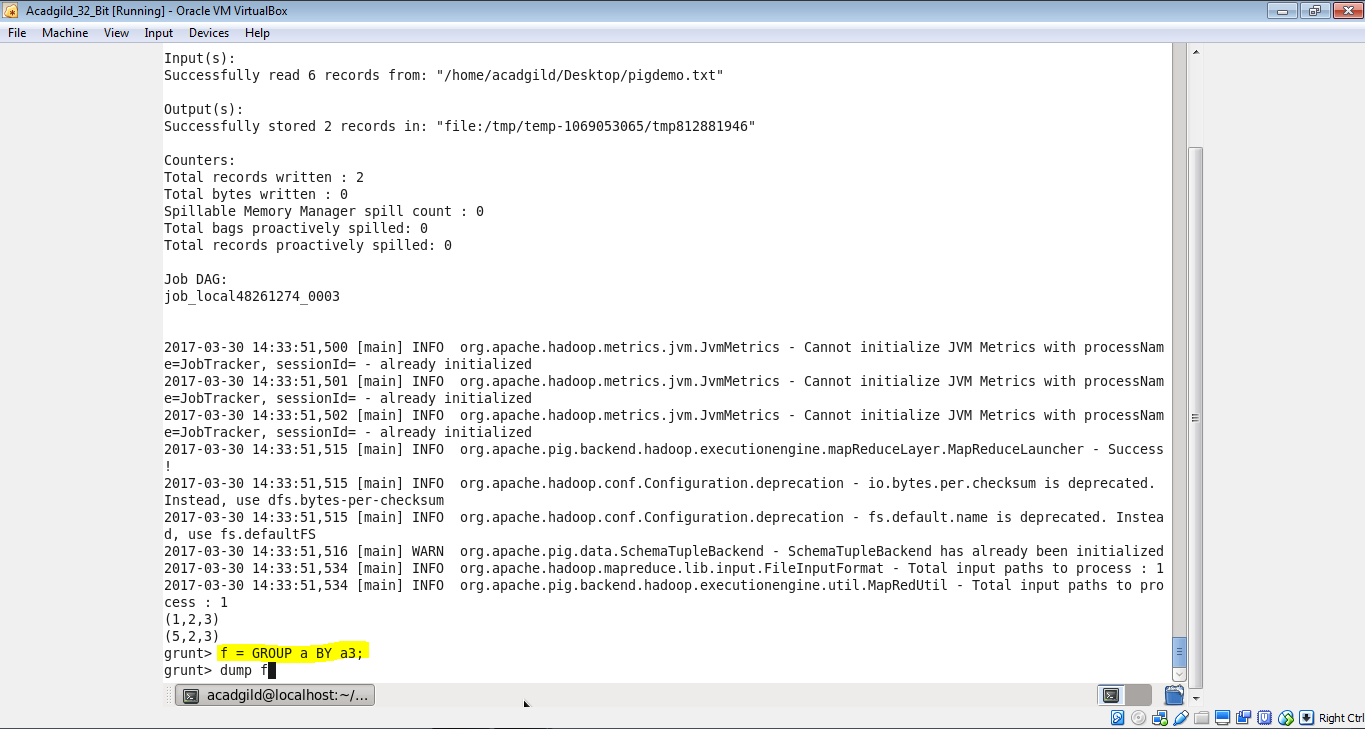 Acadgild_32_Bit [Running] - Oracle VM VirtualBox
File Machine View Input Devices Help
Input(s):
Successfully read 6 records from: "/home/acadgild/Desktop/pigdemo.txt"
Output(s):
Successfully stored 2 records in: "file:/tmp/temp-1069053065/tmp812881946"
Counters:
Total records written : 2
Total bytes written : 0
Spillable Memory Manager spill count : 0
Total bags proactively spilled: 0
Total records proactively spilled: 0
Job DAG:
job_local48261274_0003
2017-03-30 14:33:51,500 [main] INFO  org.apache.hadoop.metrics.jvm.JvmMetrics - Cannot initialize JVM Metrics with processNam
e=JobTracker, sessionId= - already initialized
2017-03-30 14:33:51,501 [main] INFO  org.apache.hadoop.metrics.jvm.JvmMetrics - Cannot initialize JVM Metrics with processNam
e=JobTracker, sessionId= - already initialized
2017-03-30 14:33:51,502 [main] INFO  org.apache.hadoop.metrics.jvm.JvmMetrics - Cannot initialize JVM Metrics with processNam
e=JobTracker, sessionId= - already initialized
2017-03-30 14:33:51,515 [main] INFO  org.apache.pig.backend.hadoop.executionengine.mapReduceLayer.MapReduceLauncher - Success
!
2017-03-30 14:33:51,515 [main] INFO  org.apache.hadoop.conf.Configuration.deprecation - io.bytes.per.checksum is deprecated.
Instead, use dfs.bytes-per-checksum
2017-03-30 14:33:51,515 [main] INFO  org.apache.hadoop.conf.Configuration.deprecation - fs.default.name is deprecated. Instea
d, use fs.defaultFS
2017-03-30 14:33:51,516 [main] WARN  org.apache.pig.data.SchemaTupleBackend - SchemaTupleBackend has already been initialized
2017-03-30 14:33:51,534 [main] INFO  org.apache.hadoop.mapreduce.lib.input.FileInputFormat - Total input paths to process : 1
2017-03-30 14:33:51,534 [main] INFO  org.apache.pig.backend.hadoop.executionengine.util.MapRedUtil - Total input paths to pro
cess : 1
(1,2,3)
(5,2,3)
grunt> f = GROUP a BY a3;
grunt> dump f
acadgild@localhost:~/...
Right Ctrl